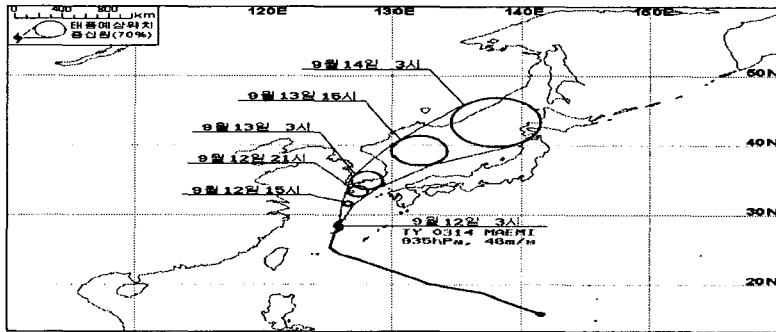 0 400 800 km
태풍예상위치
중심원(70%)
120E 130E 140E 150E 160E
9월 14일 3시
50N
9월 13일 15시
9월 13일 3시
9월 12일 21시
40N
9월 12일 15시
30N
9월 12일 3시
TY 0314 MAEMI
935hPa, 46m/s
20N